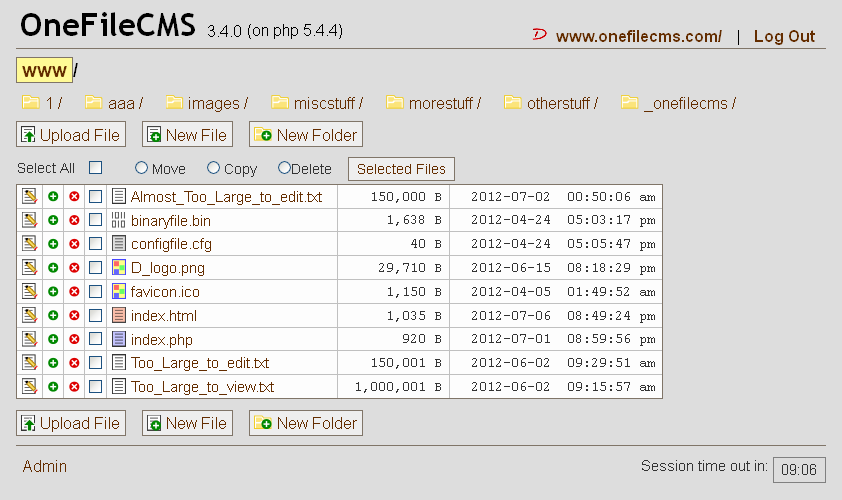 OneFileCMS 3.4.0 (on php 5.4.4) www.onefilecms.com/ | Log Out
www/
1 / aaa / images / miscstuff / morestuff / otherstuff / _onefilecms /
Upload File New File New Folder
Select All Move Copy Delete Selected Files
Almost_Too_Large_to_edit.txt 150,000 B 2012-07-02 00:50:06 am
binaryfile.bin 1,638 B 2012-04-24 05:03:17 pm
configfile.cfg 40 B 2012-04-24 05:05:47 pm
D_logo.png 29,710 B 2012-06-15 08:18:29 pm
favicon.ico 1,150 B 2012-04-05 01:49:52 am
index.html 1,035 B 2012-07-06 08:49:24 pm
index.php 920 B 2012-07-01 08:59:56 pm
Too_Large_to_edit.txt 150,001 B 2012-06-02 09:29:51 am
Too_Large_to_view.txt 1,000,001 B 2012-06-02 09:15:57 am
Upload File New File New Folder
Admin Session time out in: 09:06